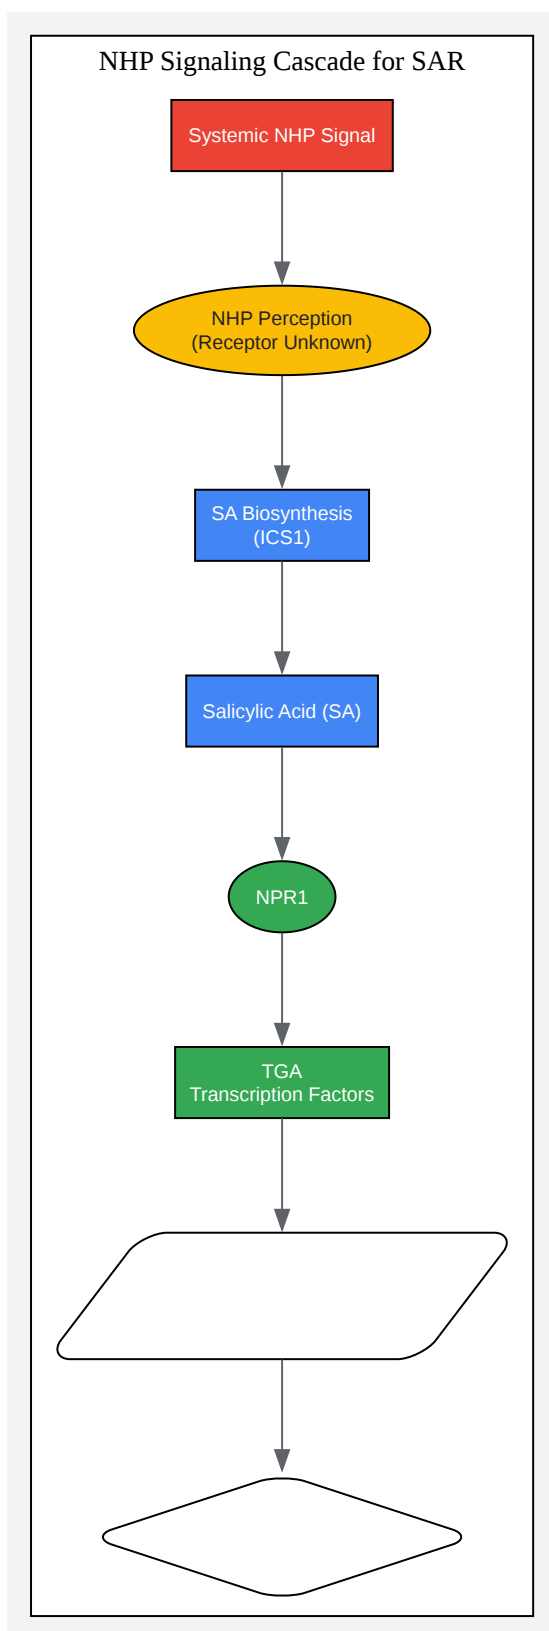 NHP Signaling Cascade for SAR
Systemic NHP Signal
NHP Perception
(Receptor Unknown)
SA Biosynthesis
(ICS1)
Salicylic Acid (SA)
NPR1
TGA
Transcription Factors